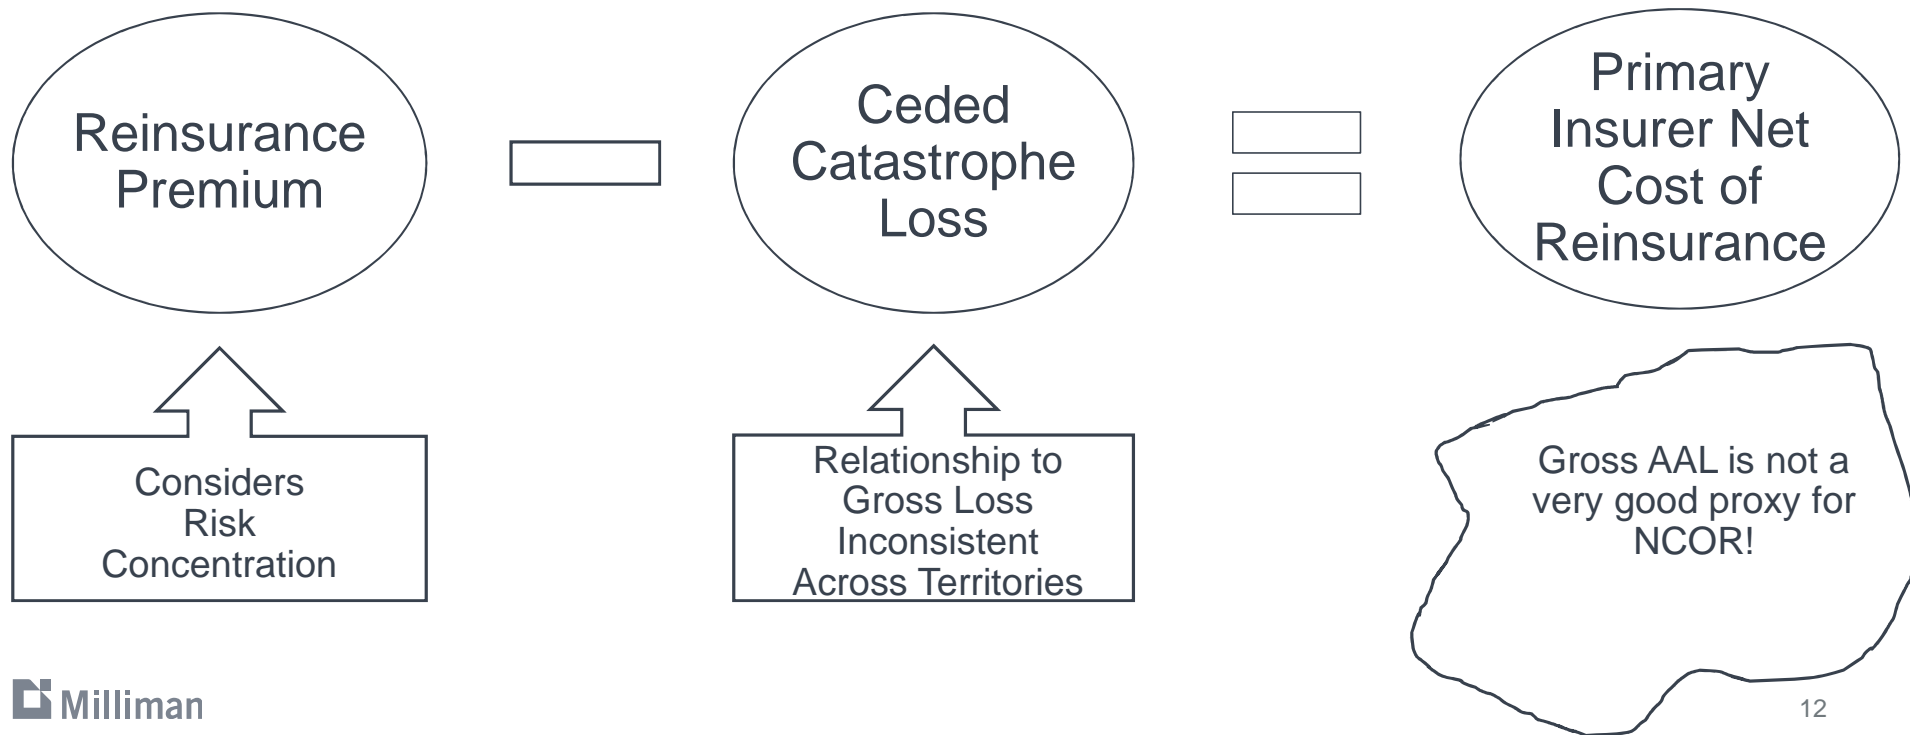 Reinsurance
Premium
Ceded
Catastrophe
Loss
Primary
Insurer Net
Cost of
Reinsurance
Considers
Risk
Concentration
Relationship to
Gross Loss
Inconsistent
Across Territories
Gross AAL is not a
very good proxy for
NCOR!
Milliman
12